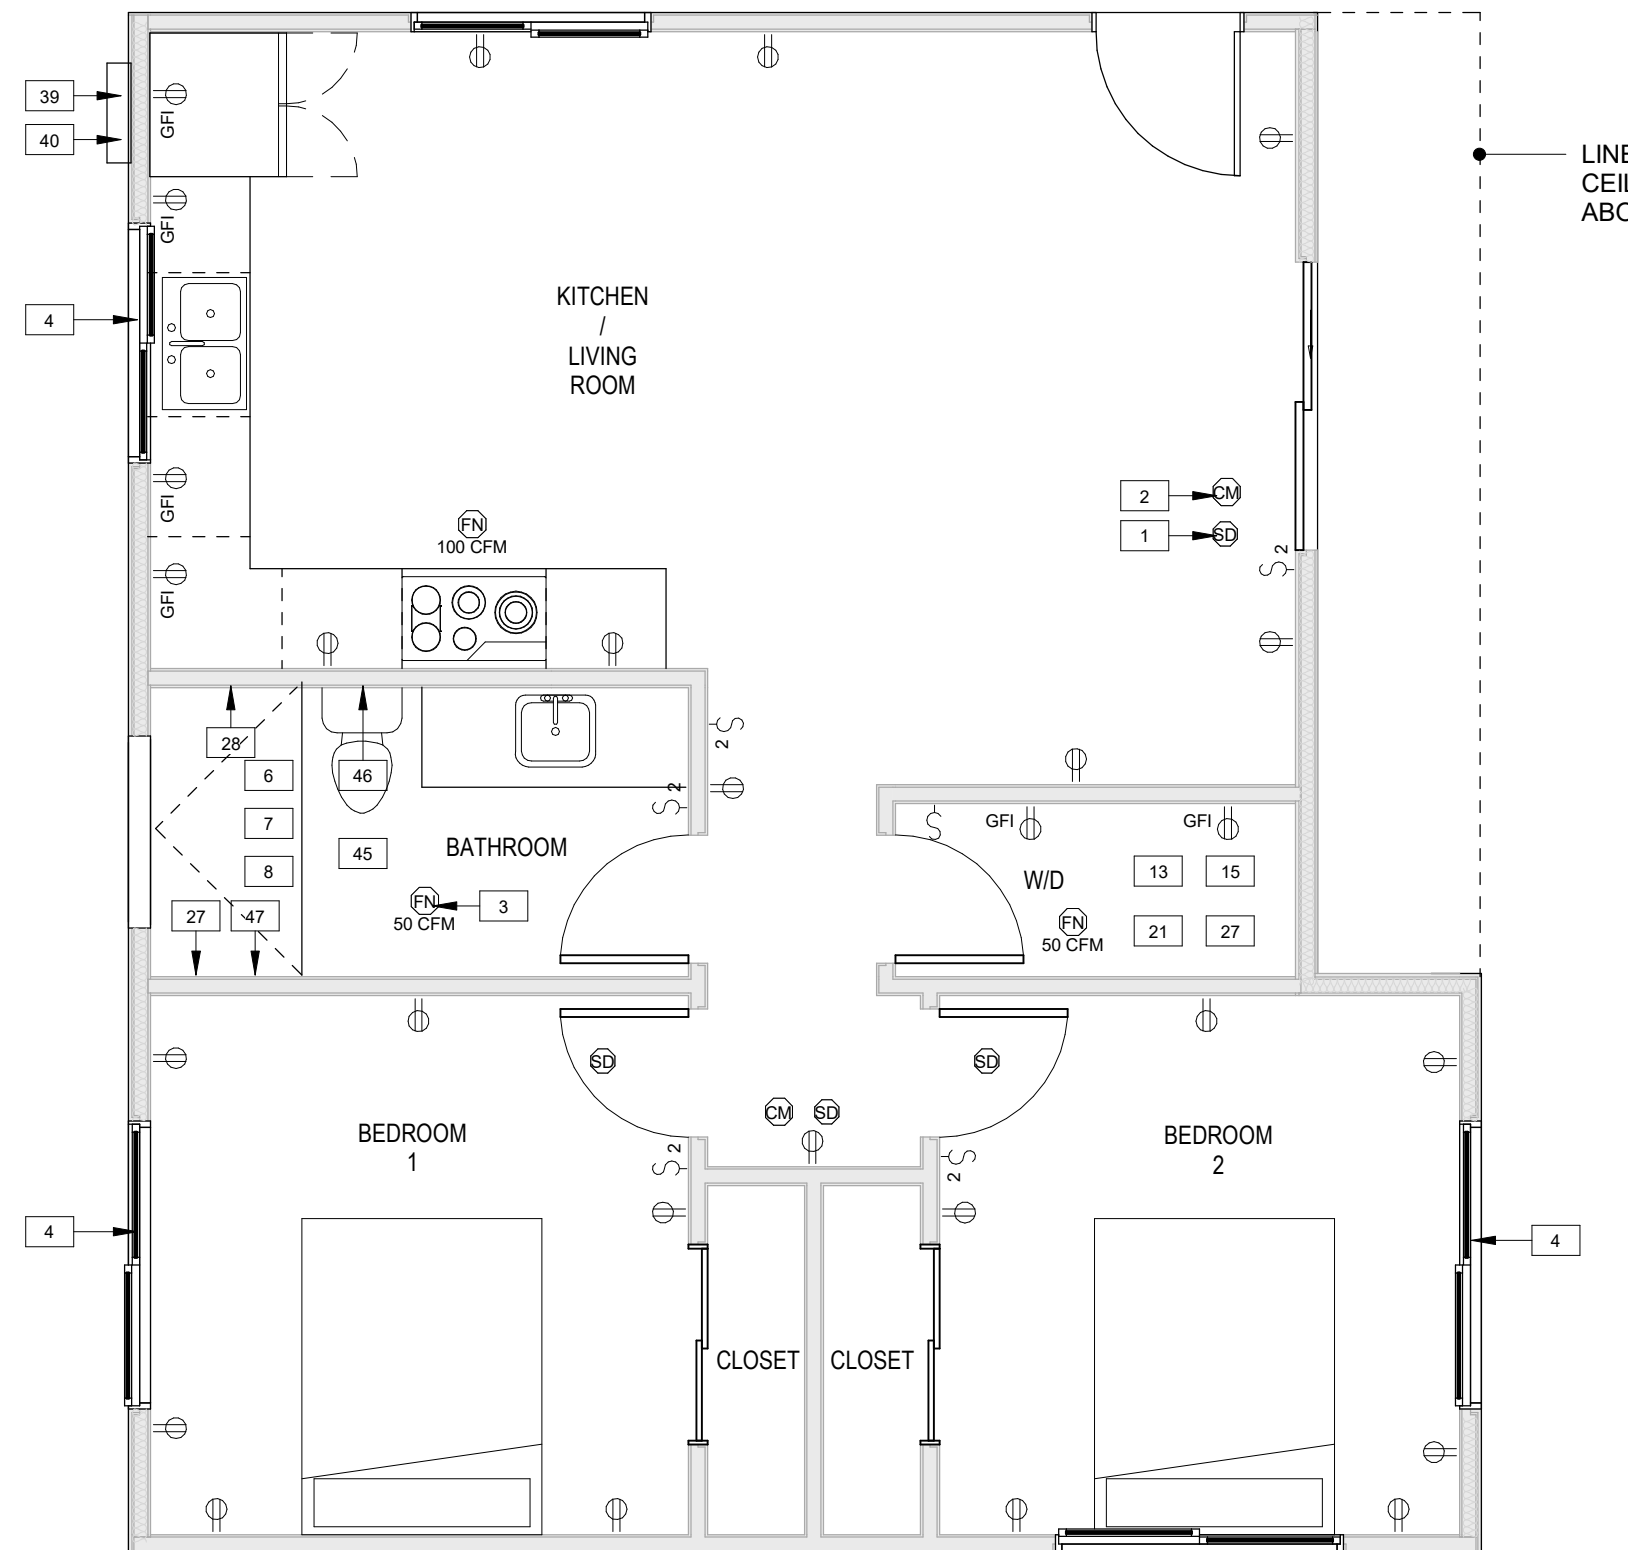 39
GFI
40
LINE
CEIL
ABO
GFI
KITCHEN
/
LIVING
ROOM
4
2
CM
1
SD
S 2
GFI
FN
100 CFM
GFI
28
S
2
6
46
7
S 2
BATHROOM
45
8
FN
3
50 CFM
27
47
S
GFI
GFI
W/D
13
15
FN
50 CFM
21
27
SD
SD
CM
SD
BEDROOM
1
S 2
BEDROOM
2
S
2
4
4
CLOSET
CLOSET